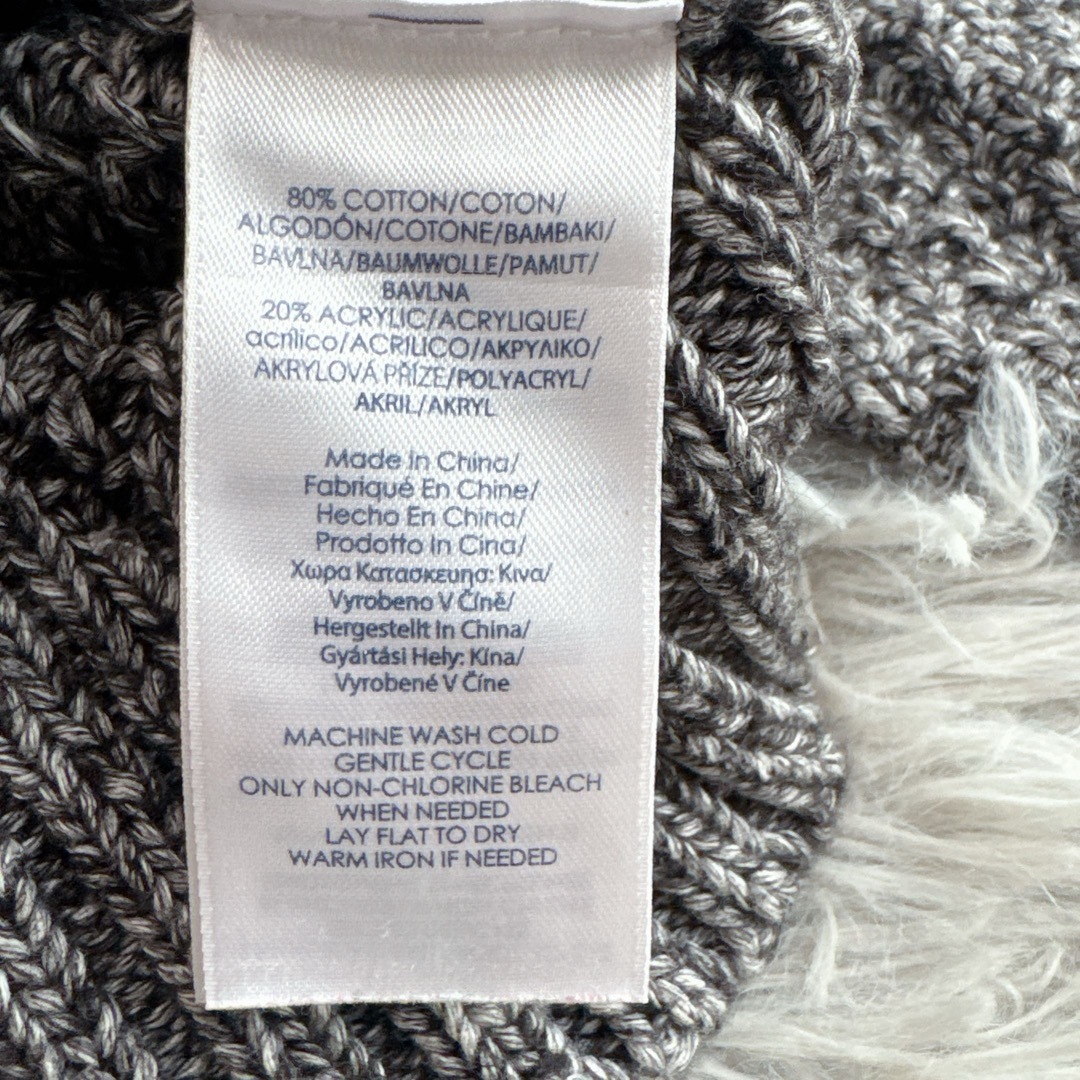 80% COTTON/COTON/
ALGODÓN/COTONE/BAMBAKI/
BAVLNA/BAUMWOLLE/PAMUT/
BAVLNA
20% ACRYLIC/ACRYLIQUE/
acrílico/ACRILICO/ΑΚΡΥΛΙΚΟ/
AKRYLOVÁ PŘÍZE/POLYACRYL/
AKRIL/AKRYL
Made In China/
Fabriqué En Chine/
Hecho En China/
Prodotto In Cina/
Χωρα Κατασκευησ: Κινα/
Vyrobeno V Číně/
Hergestellt In China/
Gyártási Hely: Kína/
Vyrobené V Číne
MACHINE WASH COLD
GENTLE CYCLE
ONLY NON-CHLORINE BLEACH
WHEN NEEDED
LAY FLAT TO DRY
WARM IRON IF NEEDED